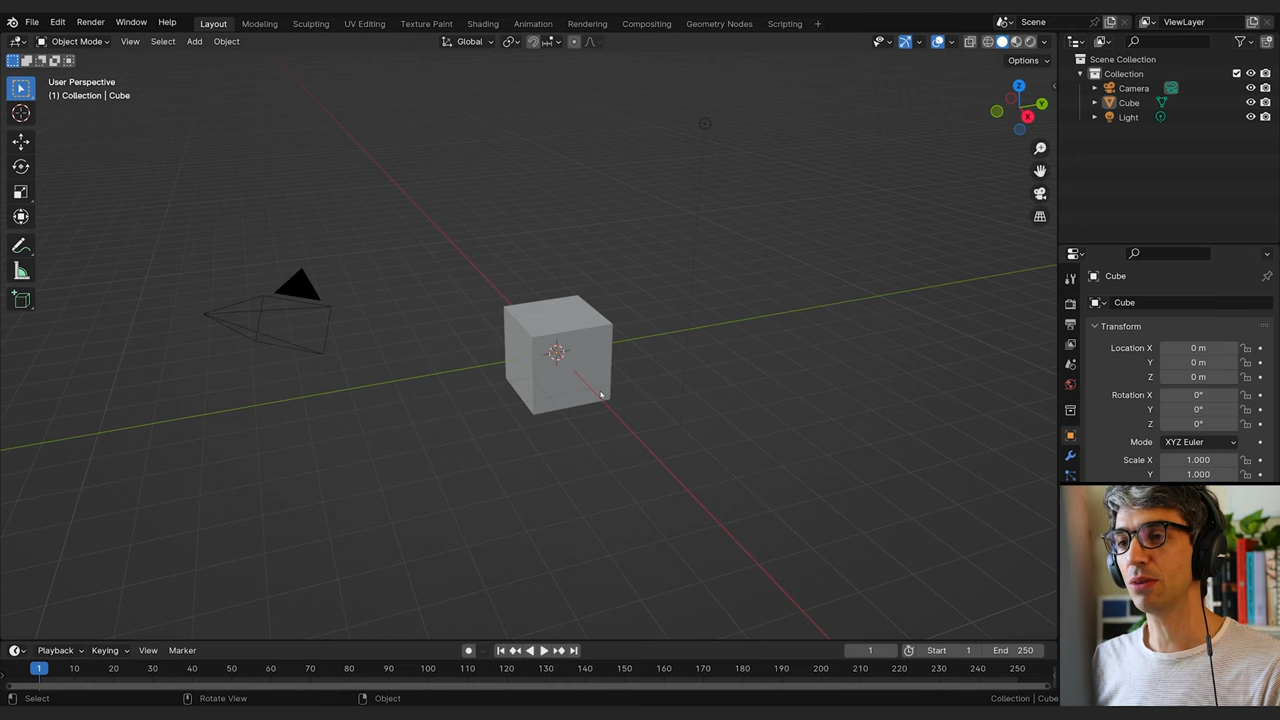 File Edit Render Window Help Layout Modeling Sculpting UV Editing Texture Paint Shading Animation Rendering Compositing Geometry Nodes Scripting + Scene ViewLayer
Object Mode View Select Add Object Global
Options
User Perspective
(1) Collection | Cube
Z
Y
X
Scene Collection
Collection
Camera
Cube
Light
Cube
Cube
Transform
Location X 0 m
Y 0 m
Z 0 m
Rotation X 0°
Y 0°
Z 0°
Mode XYZ Euler
Scale X 1.000
Y 1.000
Playback Keying View Marker 1 Start 1 End 250
1 10 20 30 40 50 60 70 80 90 100 110 120 130 140 150 160 170 180 190 200 210 220 230 240 250
Select Rotate View Object Collection | Cube